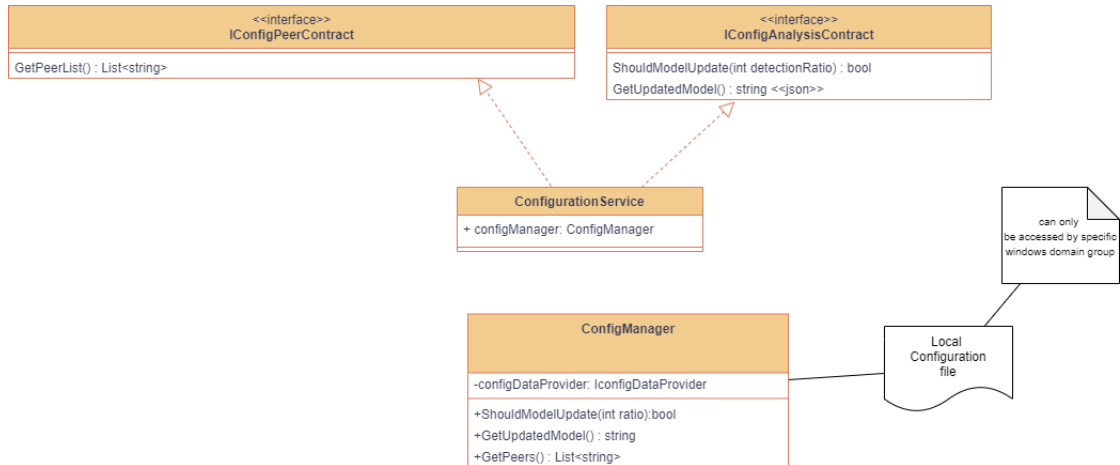 <<interface>>
IConfigPeerContract
GetPeerList() : List<string>
<<interface>>
IConfigAnalysisContract
ShouldModelUpdate(int detectionRatio) : bool
GetUpdatedModel() : string <<json>>
ConfigurationService
+ configManager: ConfigManager
can only
be accessed by specific
windows domain group
ConfigManager
-configDataProvider: IconfigDataProvider
+ShouldModelUpdate(int ratio):bool
+GetUpdatedModel() : string
+GetPeers() : List<string>
Local
Configuration
file